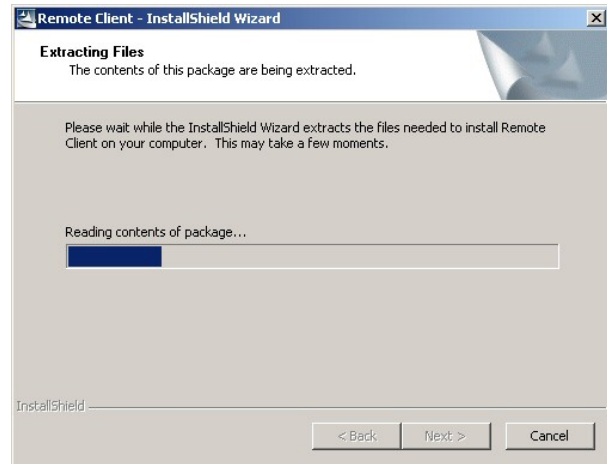 Remote Client - InstallShield Wizard
Extracting Files
The contents of this package are being extracted.
Please wait while the InstallShield Wizard extracts the files needed to install Remote
Client on your computer.  This may take a few moments.
Reading contents of package...
InstallShield
< Back
Next >
Cancel